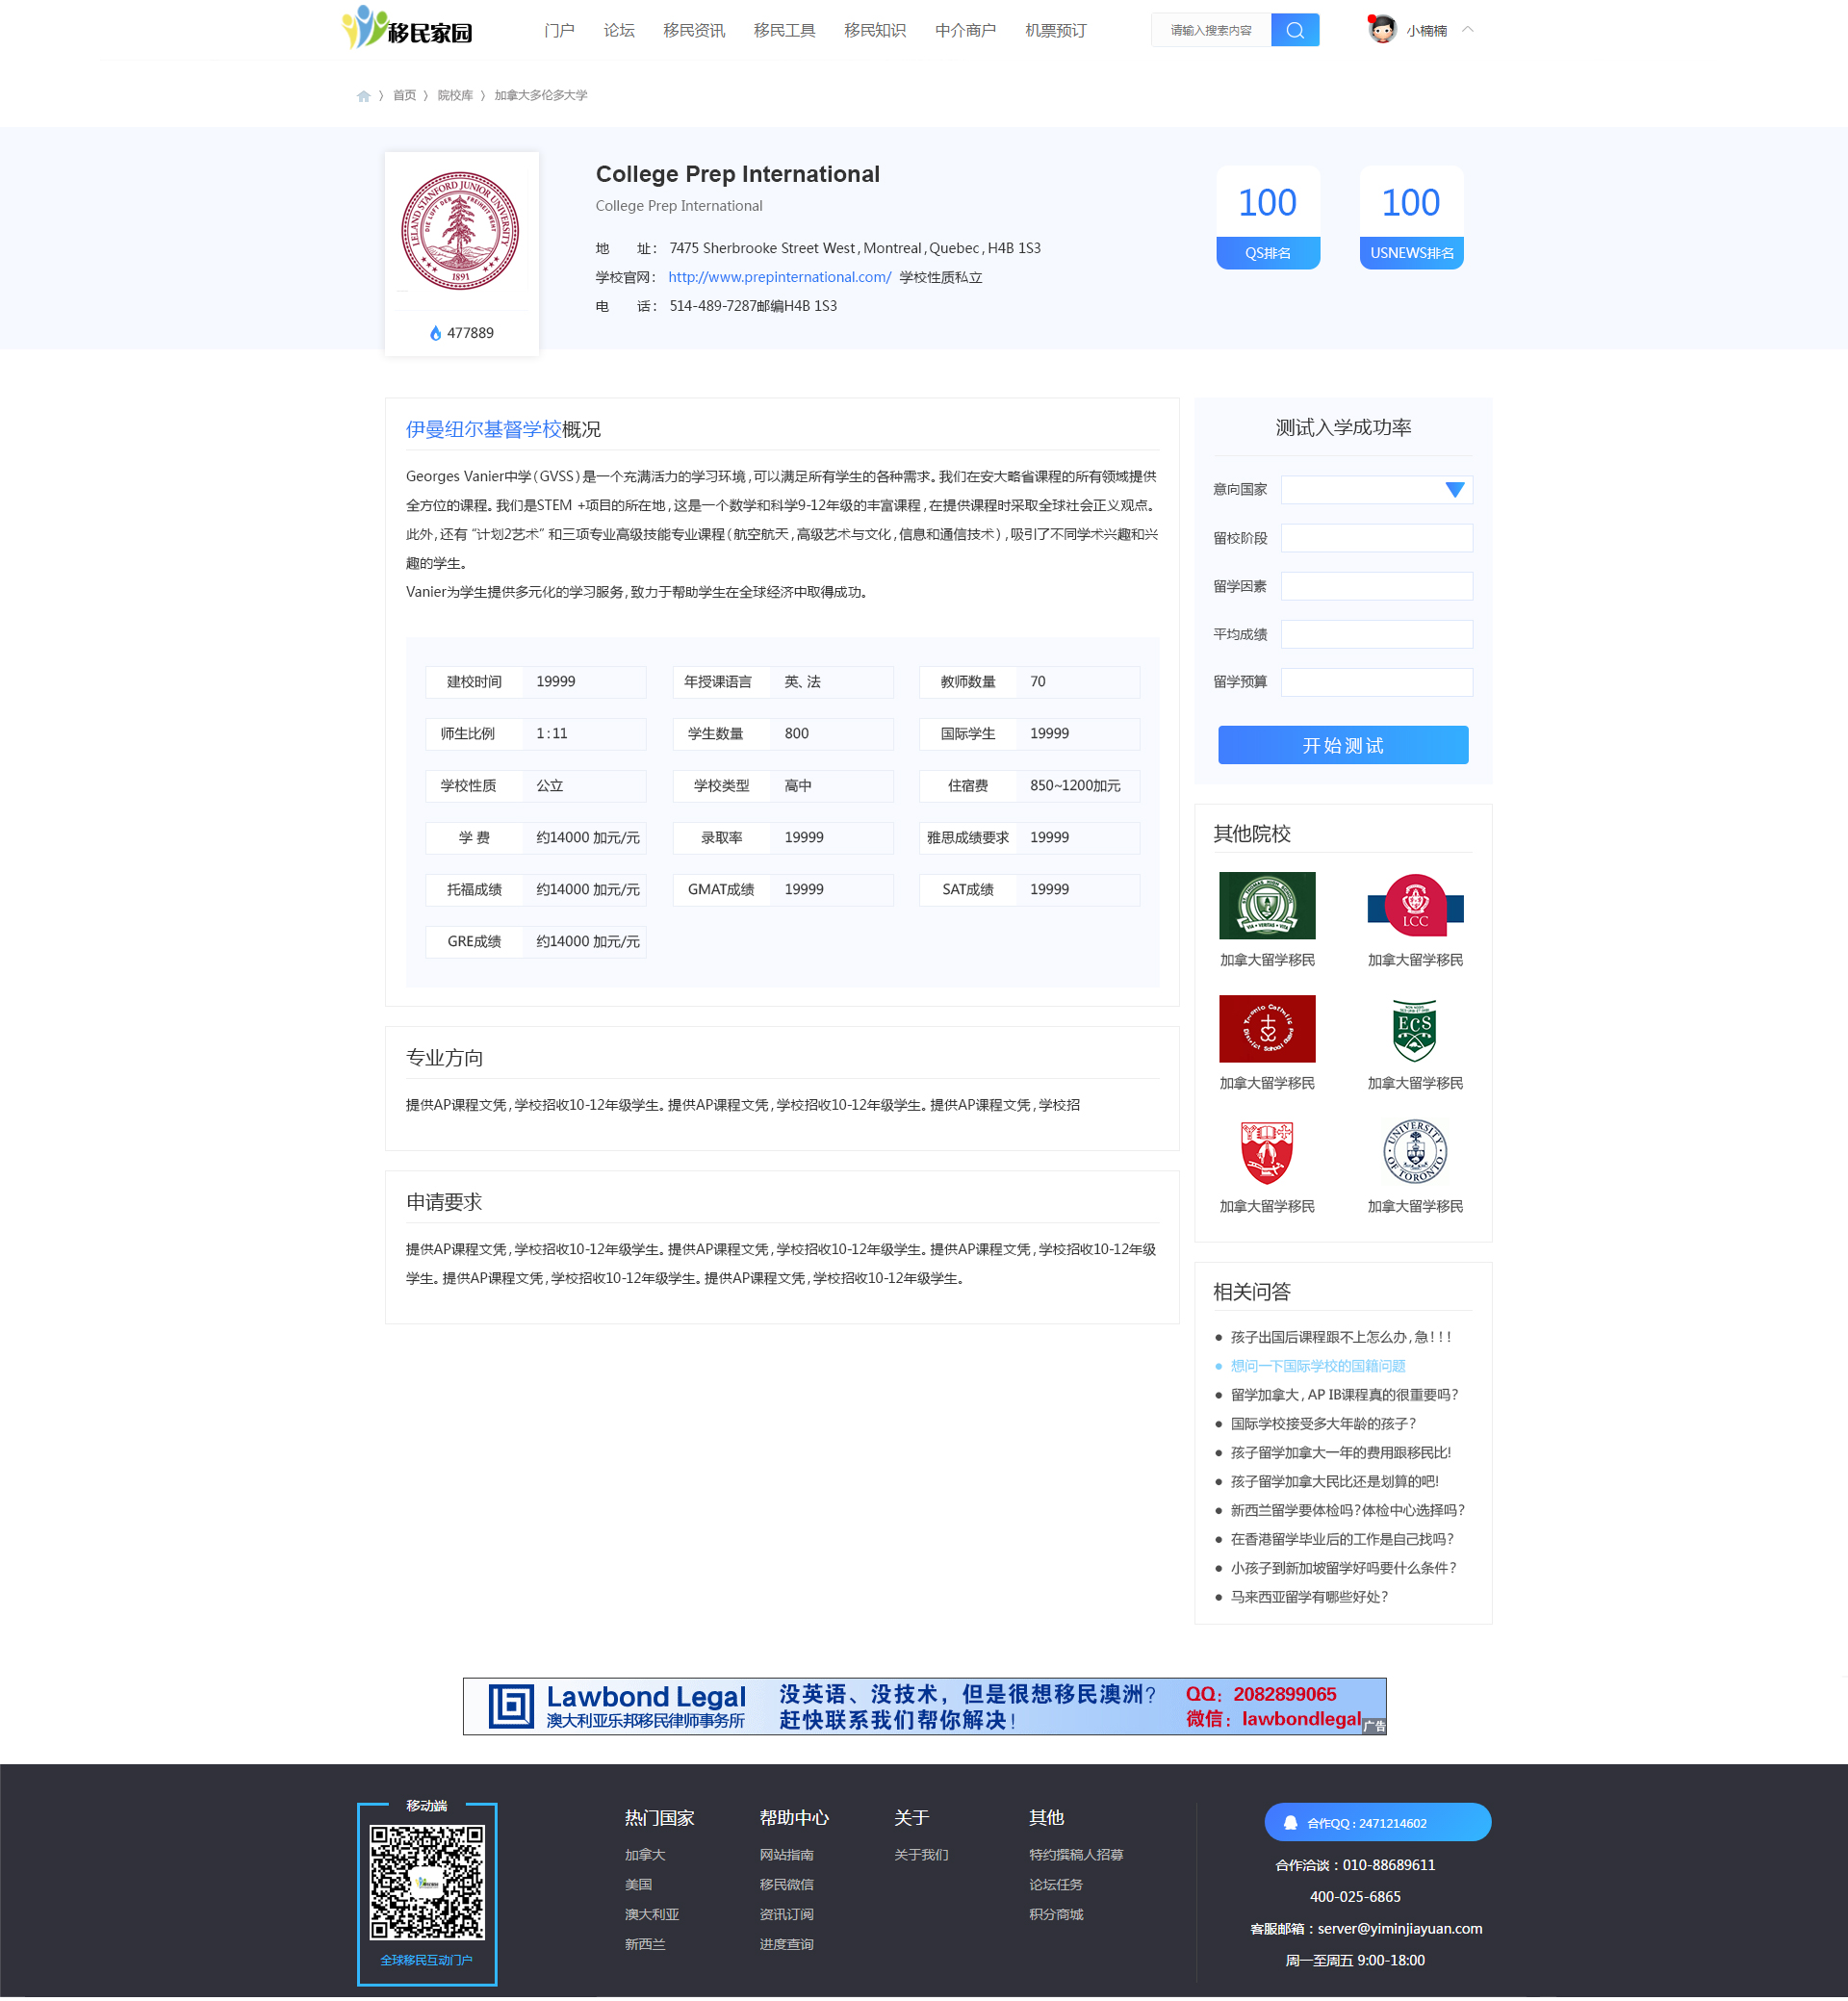 移民家园
门户 论坛 移民资讯 移民工具 移民知识 中介商户 机票预订
请输入搜索内容
小楠楠
首页 〉 院校库 〉 加拿大多伦多大学
LELAND STANFORD JUNIOR UNIVERSITY
DIE LUFT DER FREIHEIT WEHT
1891
477889
College Prep International
College Prep International
地 址： 7475 Sherbrooke Street West , Montreal , Quebec , H4B 1S3
学校官网： http://www.prepinternational.com/ 学校性质私立
电 话： 514-489-7287邮编H4B 1S3
100
QS排名
100
USNEWS排名
伊曼纽尔基督学校概况
Georges Vanier中学（GVSS）是一个充满活力的学习环境，可以满足所有学生的各种需求。我们在安大略省课程的所有领域提供
全方位的课程。我们是STEM +项目的所在地，这是一个数学和科学9-12年级的丰富课程，在提供课程时采取全球社会正义观点。
此外，还有 “计划2艺术” 和三项专业高级技能专业课程（航空航天，高级艺术与文化，信息和通信技术），吸引了不同学术兴趣和兴
趣的学生。
Vanier为学生提供多元化的学习服务，致力于帮助学生在全球经济中取得成功。
建校时间 19999 年授课语言 英、法 教师数量 70
师生比例 1：11 学生数量 800 国际学生 19999
学校性质 公立 学校类型 高中 住宿费 850~1200加元
学 费 约14000 加元/元 录取率 19999 雅思成绩要求 19999
托福成绩 约14000 加元/元 GMAT成绩 19999 SAT成绩 19999
GRE成绩 约14000 加元/元
专业方向
提供AP课程文凭，学校招收10-12年级学生。提供AP课程文凭，学校招收10-12年级学生。提供AP课程文凭，学校招
申请要求
提供AP课程文凭，学校招收10-12年级学生。提供AP课程文凭，学校招收10-12年级学生。提供AP课程文凭，学校招收10-12年级
学生。提供AP课程文凭，学校招收10-12年级学生。提供AP课程文凭，学校招收10-12年级学生。
测试入学成功率
意向国家
留校阶段
留学因素
平均成绩
留学预算
开始测试
其他院校
VIA • VERITAS • VITA
LCC
加拿大留学移民 加拿大留学移民
Toronto Catholic District School Board
ECS
加拿大留学移民 加拿大留学移民
UNIVERSITY OF TORONTO
加拿大留学移民 加拿大留学移民
相关问答
● 孩子出国后课程跟不上怎么办，急！！！
● 想问一下国际学校的国籍问题
● 留学加拿大，AP IB课程真的很重要吗？
● 国际学校接受多大年龄的孩子？
● 孩子留学加拿大一年的费用跟移民比!
● 孩子留学加拿大民比还是划算的吧!
● 新西兰留学要体检吗？体检中心选择吗？
● 在香港留学毕业后的工作是自己找吗？
● 小孩子到新加坡留学好吗要什么条件？
● 马来西亚留学有哪些好处？
Lawbond Legal
澳大利亚乐邦移民律师事务所
没英语、没技术，但是很想移民澳洲？
赶快联系我们帮你解决！
QQ：2082899065
微信：lawbondlegal
广告
移动端
全球移民互动门户
热门国家
加拿大
美国
澳大利亚
新西兰
帮助中心
网站指南
移民微信
资讯订阅
进度查询
关于
关于我们
其他
特约撰稿人招募
论坛任务
积分商城
合作QQ：2471214602
合作洽谈：010-88689611
400-025-6865
客服邮箱：server@yiminjiayuan.com
周一至周五 9:00-18:00